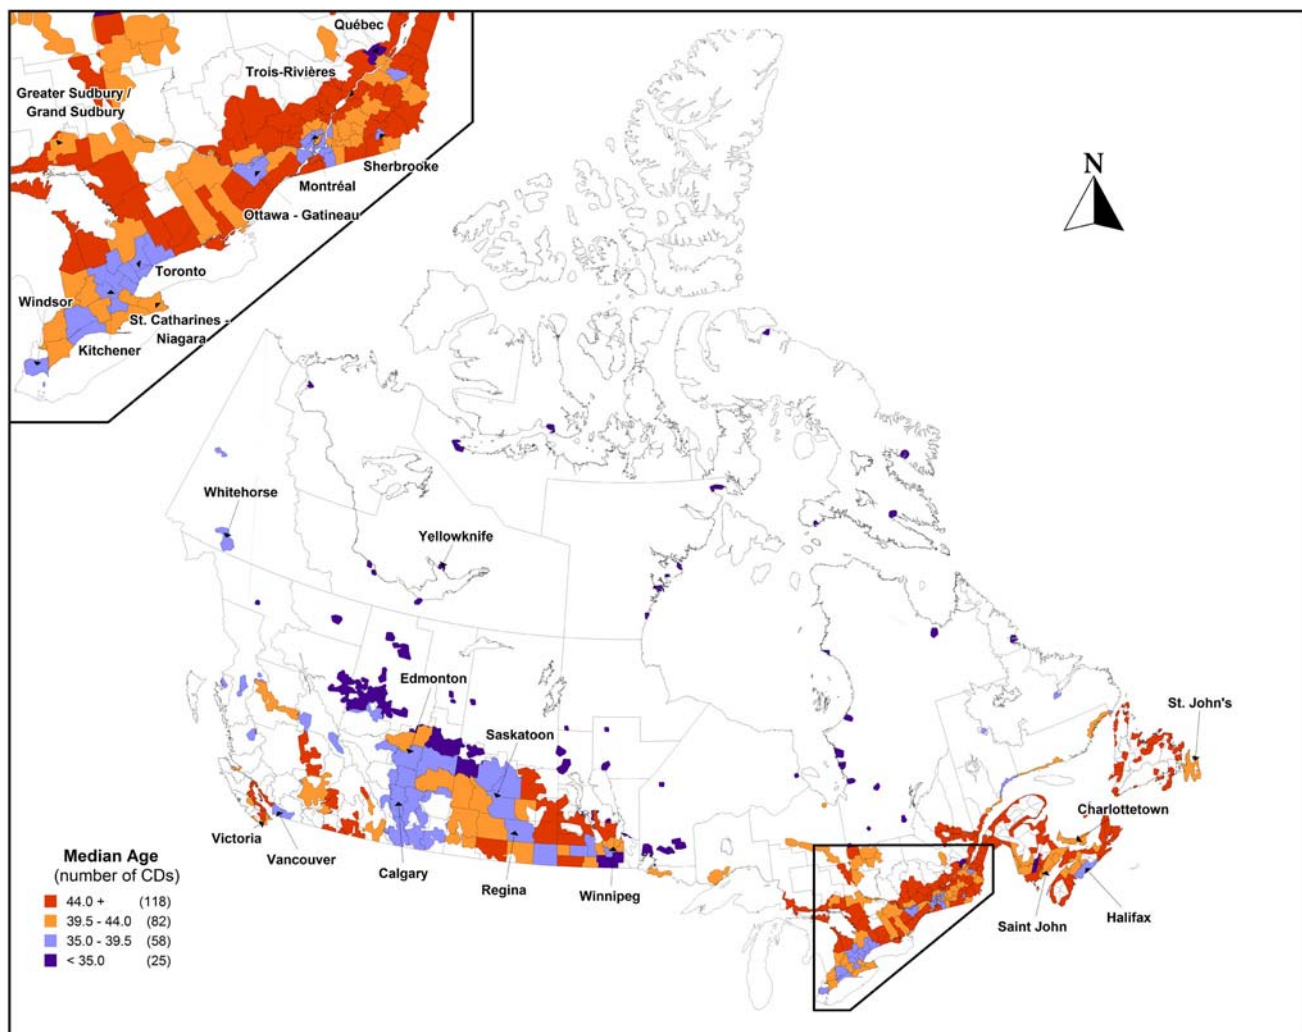 Québec
Trois-Rivières
Greater Sudbury /
Grand Sudbury
Sherbrooke
Montréal
Ottawa - Gatineau
Toronto
Windsor
St. Catharines -
Niagara
Kitchener
N
Whitehorse
Yellowknife
Edmonton
Saskatoon
St. John's
Charlottetown
Victoria
Vancouver
Calgary
Regina
Winnipeg
Saint John
Halifax
Median Age
(number of CDs)
44.0 + (118)
39.5 - 44.0 (82)
35.0 - 39.5 (58)
< 35.0 (25)